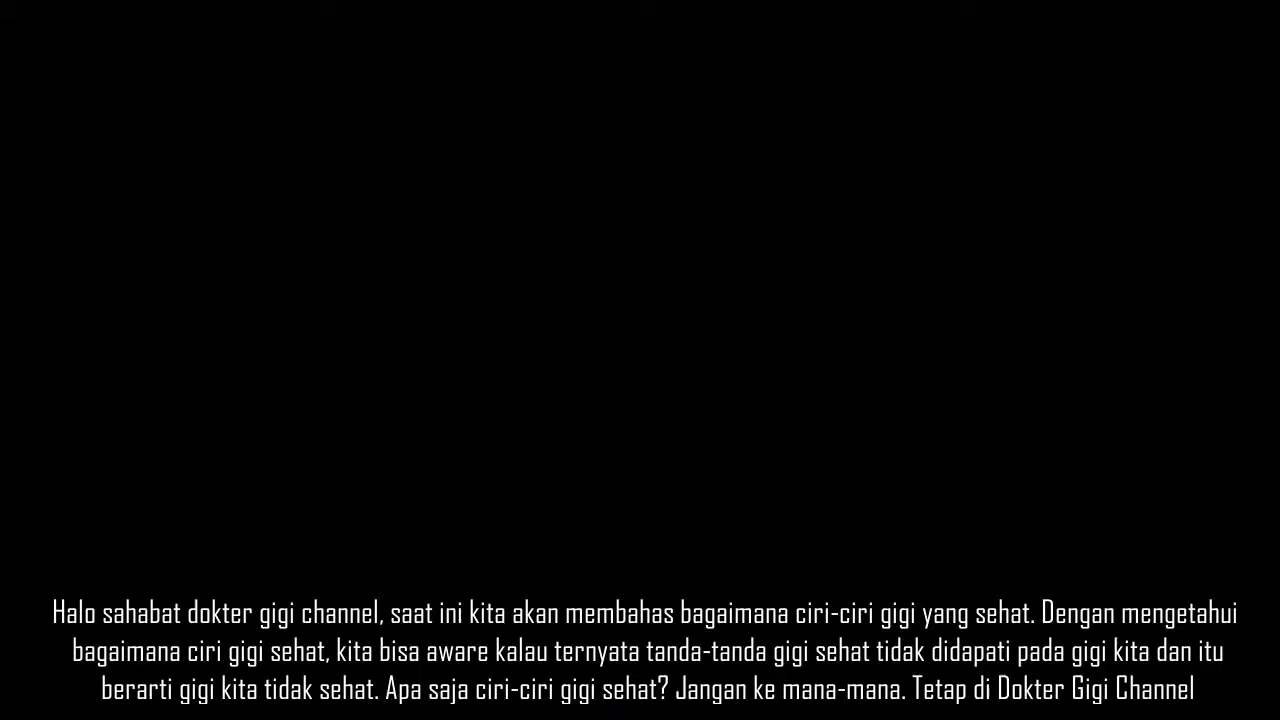 Halo sahabat dokter gigi channel, saat ini kita akan membahas bagaimana ciri-ciri gigi yang sehat. Dengan mengetahui
bagaimana ciri gigi sehat, kita bisa aware kalau ternyata tanda-tanda gigi sehat tidak didapati pada gigi kita dan itu
berarti gigi kita tidak sehat. Apa saja ciri-ciri gigi sehat? Jangan ke mana-mana. Tetap di Dokter Gigi Channel